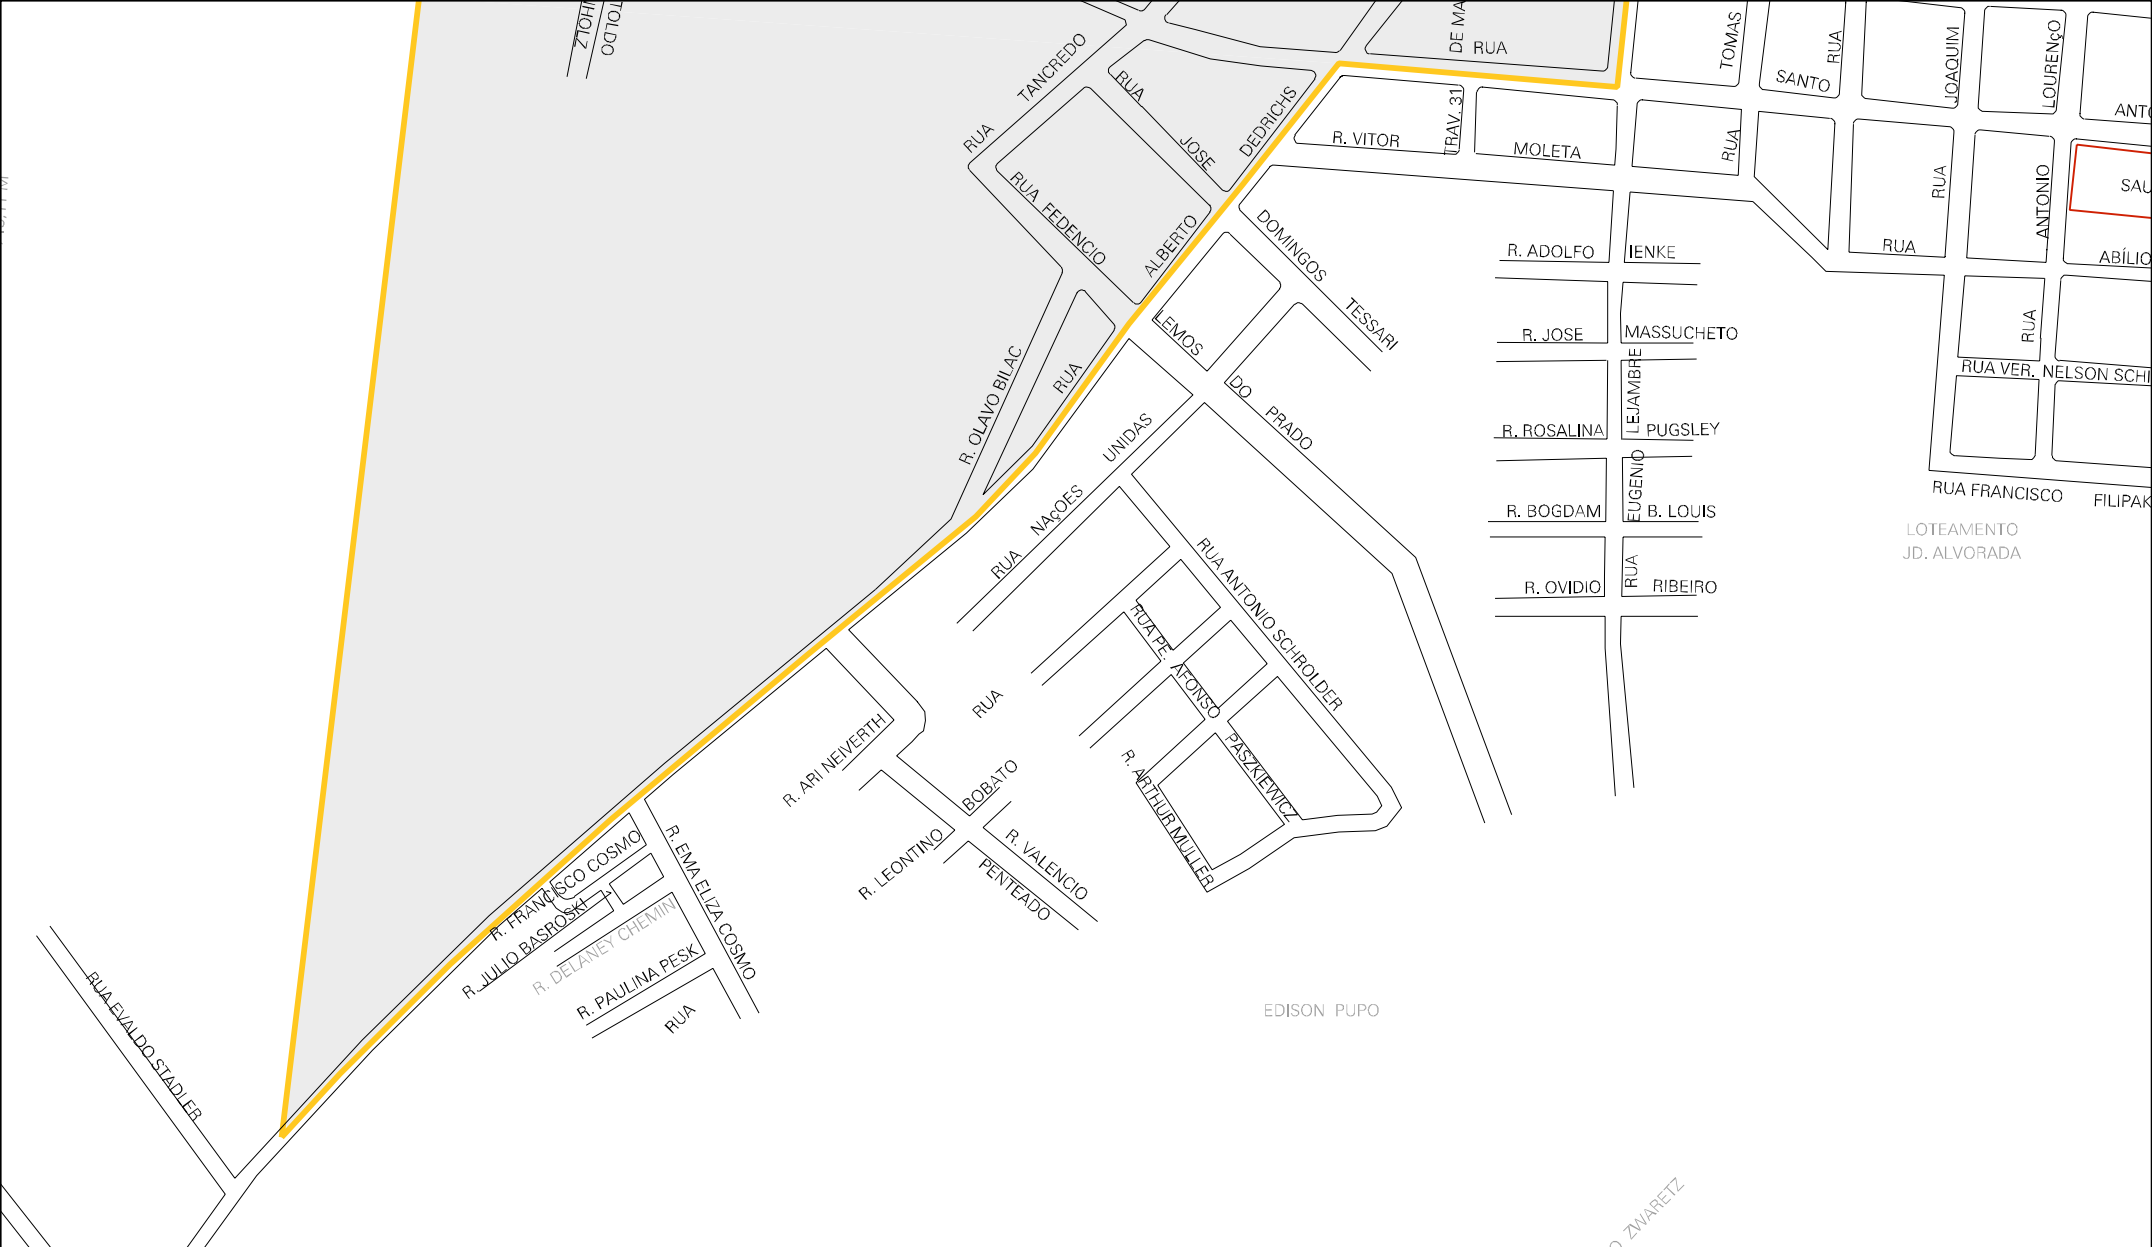 TOLDO
HOLZ
DE MA
RUA
TOMAS
RUA
SANTO
JOAQUIM
LOURENçO
ANTO
RUA
TANCREDO
RUA
JOSE
DEDRICHS
R. VITOR
TRAV. 31
MOLETA
RUA
RUA
ANTONIO
SAU
RUA FEDENCIO
ALBERTO
DOMINGOS
TESSARI
R. ADOLFO
IENKE
RUA
ABÍLIO
LEMOS
R. JOSE
MASSUCHETO
RUA
RUA VER. NELSON SCHI
R. OLAVO BILAC
RUA
DO
PRADO
LEJAMBRE
R. ROSALINA
PUGSLEY
RUA
NAçOES
UNIDAS
EUGENIO
R. BOGDAM
B. LOUIS
RUA FRANCISCO
FILIPAK
LOTEAMENTO
JD. ALVORADA
RUA
R. OVIDIO
RIBEIRO
RUA ANTONIO SCHROLDER
RUA PE. AFONSO
PASZKIEWICZ
R. ARTHUR MULLER
RUA
BOBATO
R. ARI NEIVERTH
R. LEONTINO
R. VALENCIO
PENTEADO
R. FRANCISCO COSMO
R. JULIO BASROSKI
R. DELANEY CHEMIN
R. PAULINA PESK
R. EMA ELIZA COSMO
RUA
RUA EVALDO STADLER
EDISON PUPO
ZWARETZ